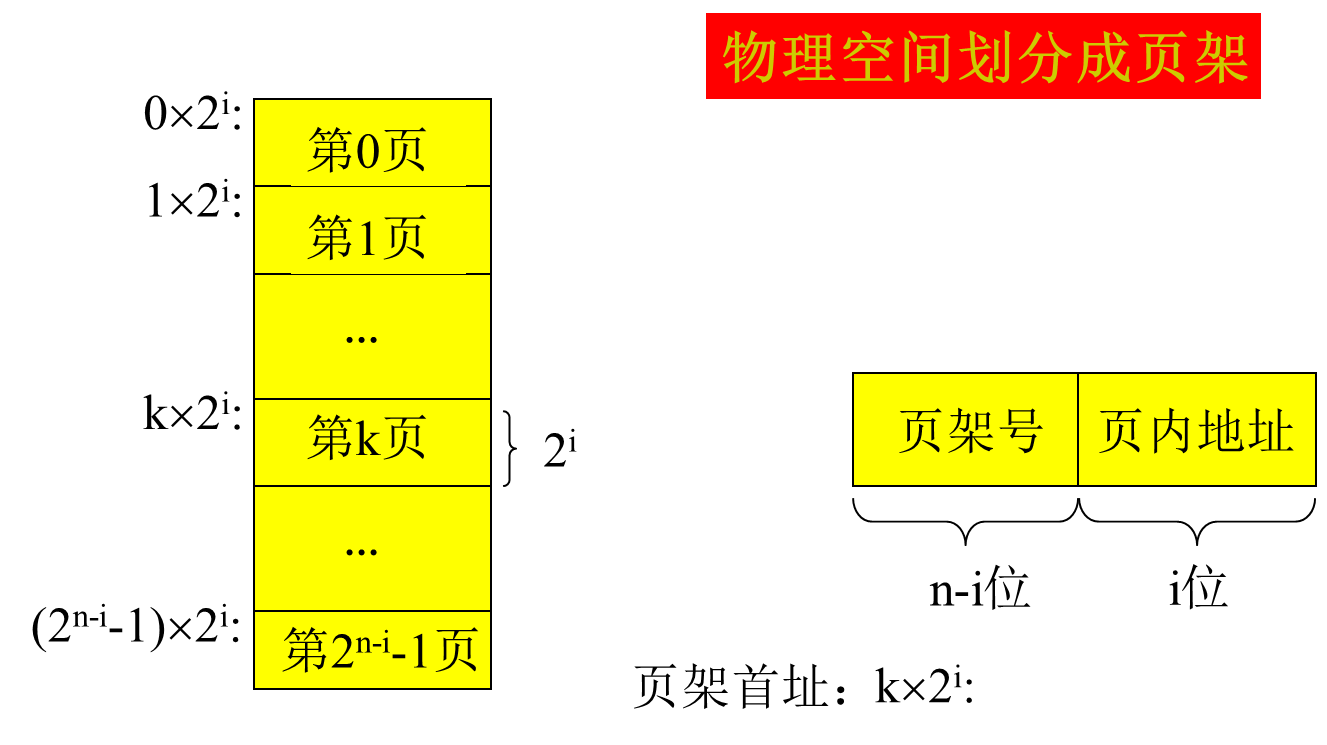 物理空间划分成页架
0×2ⁱ:
第0页
1×2ⁱ:
第1页
...
k×2ⁱ:
第k页
2ⁱ
...
(2ⁿ⁻ⁱ-1)×2ⁱ:
第2ⁿ⁻ⁱ-1页
页架号 页内地址
n-i位 i位
页架首址：k×2ⁱ: